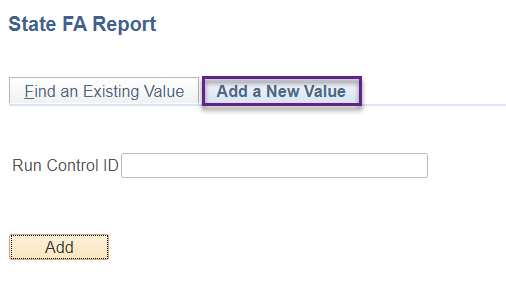 State FA Report
Find an Existing Value Add a New Value
Run Control ID
Add